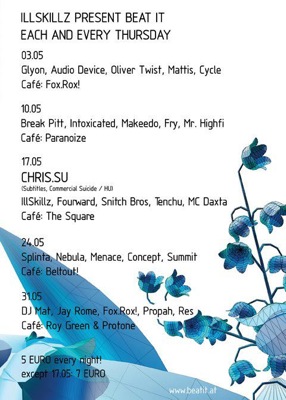 ILLSKILLZ PRESENT BEAT IT
EACH AND EVERY THURSDAY
03.05
Glyon, Audio Device, Oliver Twist, Mattis, Cycle
Café: Fox.Rox!
10.05
Break Pitt, Intoxicated, Makeedo, Fry, Mr. Highfi
Café: Paranoize
17.05
CHRIS.SU
(Subtitles, Commercial Suicide / HU)
IllSkillz, Fourward, Snitch Bros, Tenchu, MC Daxta
Café: The Square
24.05
Splinta, Nebula, Menace, Concept, Summit
Café: Beltout!
31.05
DJ Mat, Jay Rome, Fox.Rox!, Propah, Res
Café: Roy Green & Protone
5 EURO every night!
except 17.05: 7 EURO
www.beatit.at